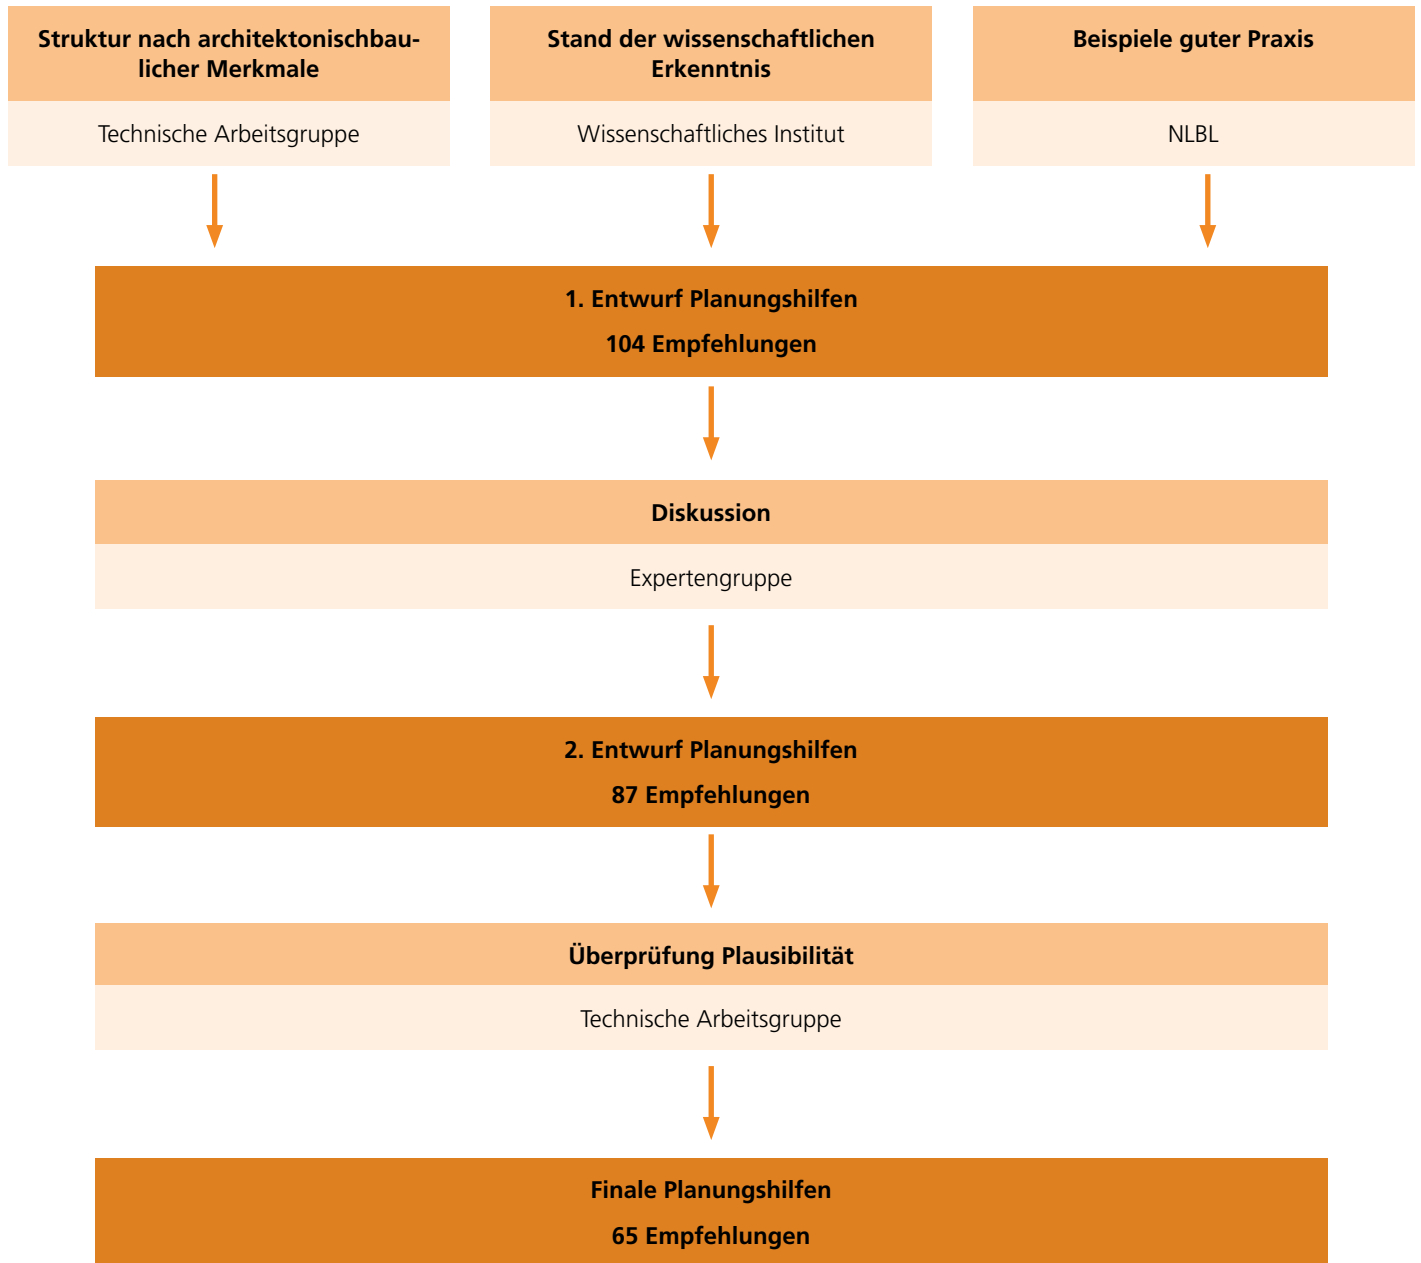 Struktur nach architektonischbau-
licher Merkmale
Technische Arbeitsgruppe
Stand der wissenschaftlichen
Erkenntnis
Wissenschaftliches Institut
Beispiele guter Praxis
NLBL
1. Entwurf Planungshilfen
104 Empfehlungen
Diskussion
Expertengruppe
2. Entwurf Planungshilfen
87 Empfehlungen
Überprüfung Plausibilität
Technische Arbeitsgruppe
Finale Planungshilfen
65 Empfehlungen